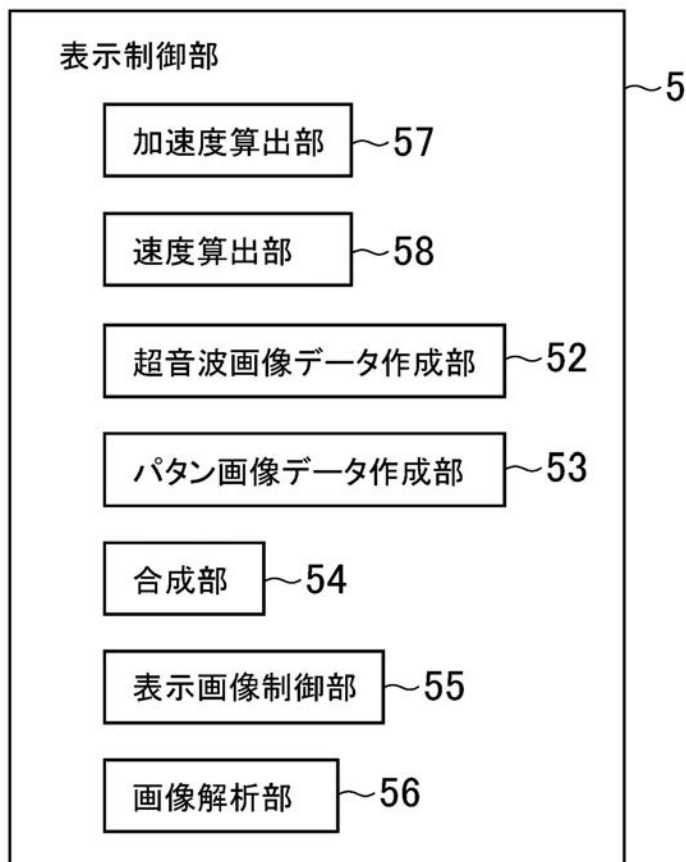 表示制御部
5
加速度算出部 57
速度算出部 58
超音波画像データ作成部 52
パタン画像データ作成部 53
合成部 54
表示画像制御部 55
画像解析部 56